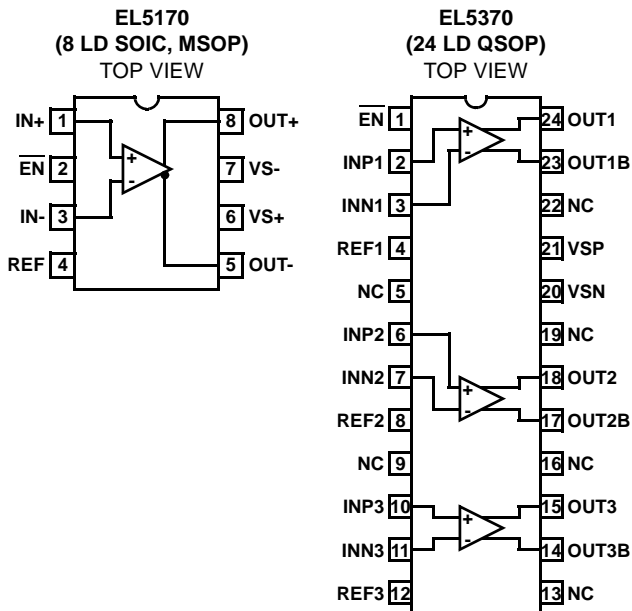 EL5170
(8 LD SOIC, MSOP)
TOP VIEW
IN+ 1
8 OUT+
EN 2
7 VS-
IN- 3
6 VS+
REF 4
5 OUT-
+
-
EL5370
(24 LD QSOP)
TOP VIEW
EN 1
24 OUT1
INP1 2
23 OUT1B
INN1 3
22 NC
REF1 4
21 VSP
NC 5
20 VSN
INP2 6
19 NC
INN2 7
18 OUT2
REF2 8
17 OUT2B
NC 9
16 NC
INP3 10
15 OUT3
INN3 11
14 OUT3B
REF3 12
13 NC
+
-
+
-
+
-